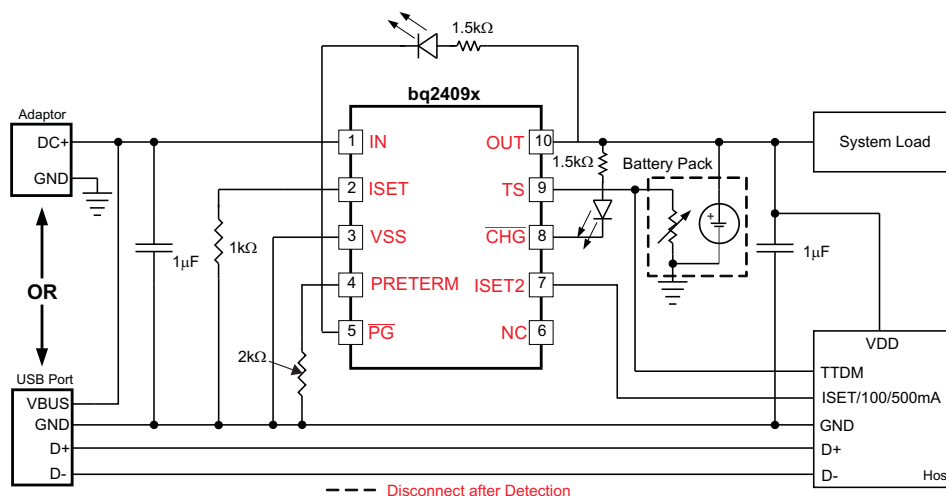 1.5kΩ
bq2409x
Adaptor
DC+
GND
1
IN
OUT
10
1.5kΩ
Battery Pack
System Load
2
ISET
TS
9
+
3
VSS
CHG
8
1kΩ
1μF
1μF
4
PRETERM
ISET2
7
OR
5
PG
NC
6
2kΩ
USB Port
VBUS
GND
D+
D-
VDD
TTDM
ISET/100/500mA
GND
D+
D-
Hos
Disconnect after Detection